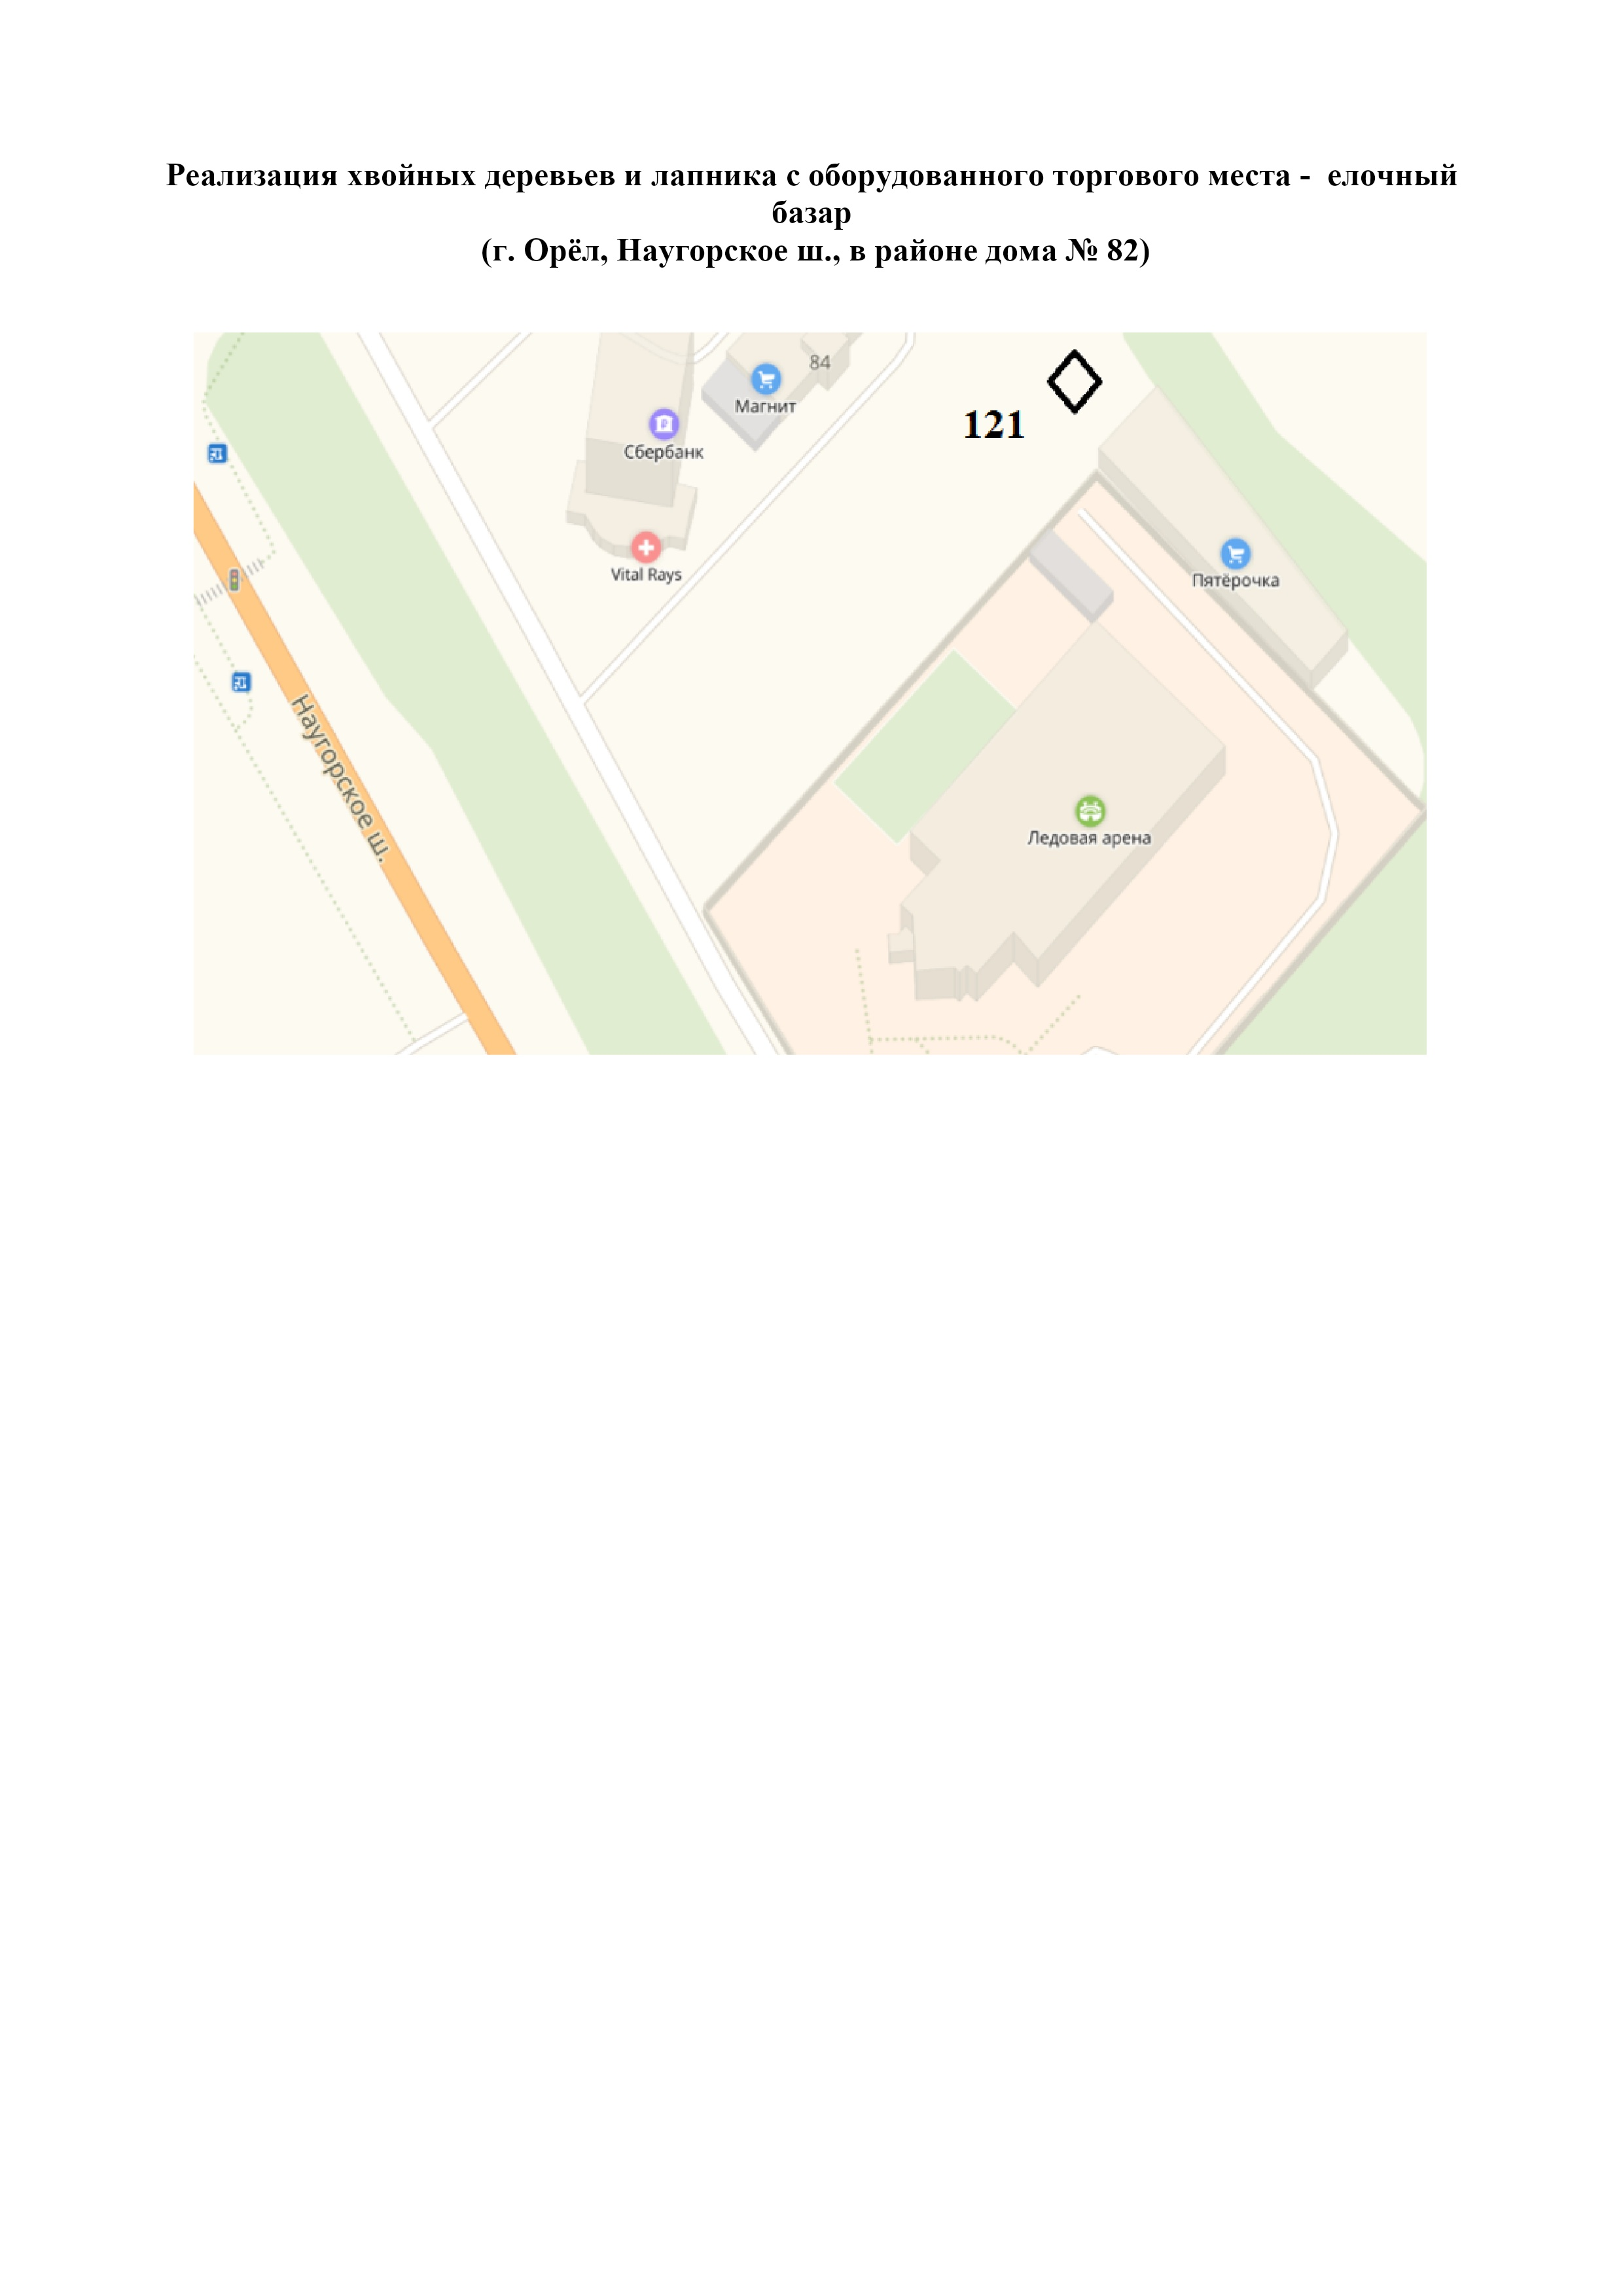 Реализация хвойных деревьев и лапника с оборудованного торгового места -  елочный
базар
(г. Орёл, Наугорское ш., в районе дома № 82)
84
Магнит
121
Сбербанк
Vital Rays
Пятёрочка
Наугорское ш.
Ледовая арена